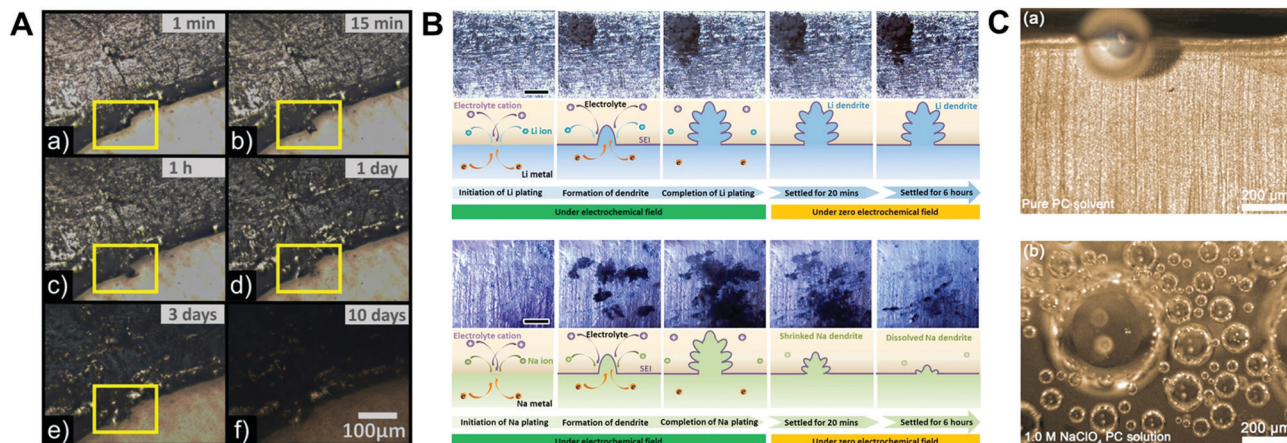 A
1 min
15 min
a)
b)
1 h
1 day
c)
d)
3 days
10 days
e)
f)
100μm
B
Electrolyte cation
Li ion
Li metal
Electrolyte
SEI
Li dendrite
Li dendrite
Initiation of Li plating
Formation of dendrite
Completion of Li plating
Settled for 20 mins
Settled for 6 hours
Under electrochemical field
Under zero electrochemical field
Electrolyte cation
Na ion
Na metal
Electrolyte
SEI
Shrinked Na dendrite
Dissolved Na dendrite
Initiation of Na plating
Formation of dendrite
Completion of Na plating
Settled for 20 mins
Settled for 6 hours
Under electrochemical field
Under zero electrochemical field
C
(a)
Pure PC solvent
200 μm
(b)
1.0 M NaClO₄ PC solution
200 μm